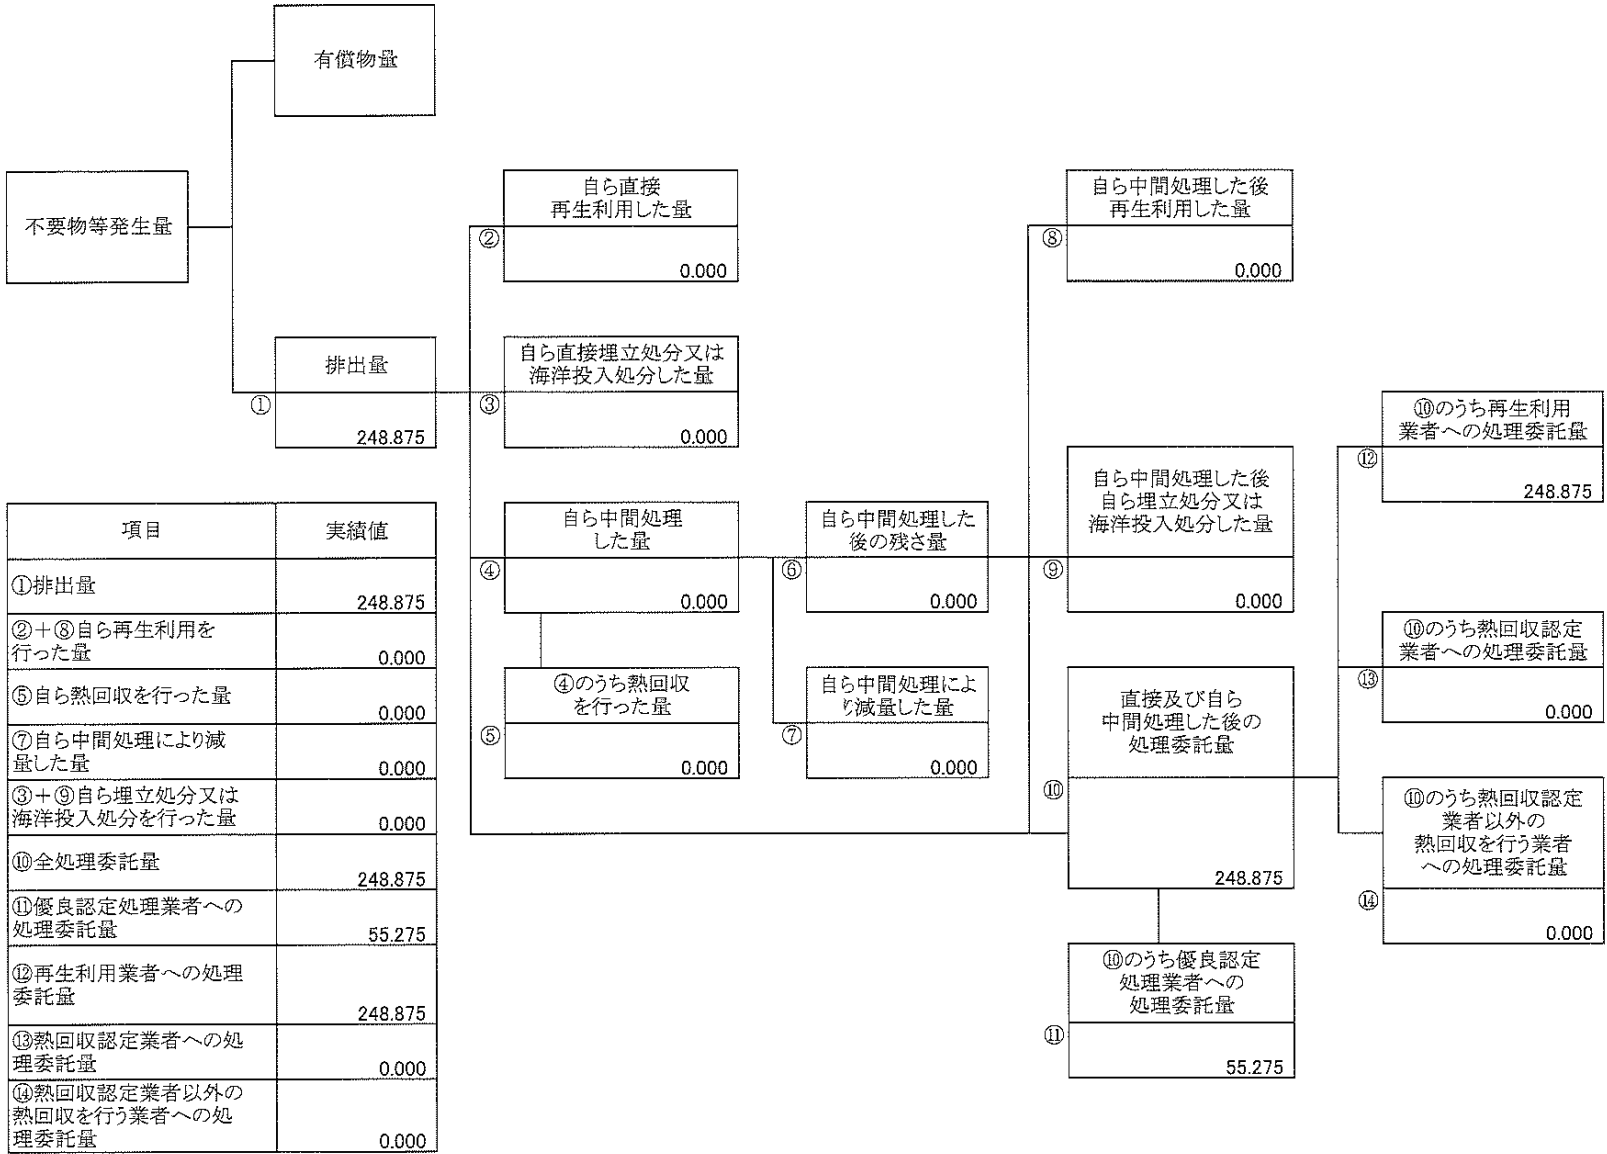 有償物量
不要物等発生量
排出量
①
248.875
自ら直接
再生利用した量
②
0.000
自ら直接埋立処分又は
海洋投入処分した量
③
0.000
自ら中間処理
した量
④
0.000
④のうち熱回収
を行った量
⑤
0.000
自ら中間処理した
後の残さ量
⑥
0.000
自ら中間処理によ
り減量した量
⑦
0.000
自ら中間処理した後
再生利用した量
⑧
0.000
自ら中間処理した後
自ら埋立処分又は
海洋投入処分した量
⑨
0.000
直接及び自ら
中間処理した後の
処理委託量
⑩
248.875
⑩のうち優良認定
処理業者への
処理委託量
⑪
55.275
⑩のうち再生利用
業者への処理委託量
⑫
248.875
⑩のうち熱回収認定
業者への処理委託量
⑬
0.000
⑩のうち熱回収認定
業者以外の
熱回収を行う業者
への処理委託量
⑭
0.000
項目 実績値
①排出量
248.875
②＋⑧自ら再生利用を
行った量
0.000
⑤自ら熱回収を行った量
0.000
⑦自ら中間処理により減
量した量
0.000
③＋⑨自ら埋立処分又は
海洋投入処分を行った量
0.000
⑩全処理委託量
248.875
⑪優良認定処理業者への
処理委託量
55.275
⑫再生利用業者への処理
委託量
248.875
⑬熱回収認定業者への処
理委託量
0.000
⑭熱回収認定業者以外の
熱回収を行う業者への処
理委託量
0.000